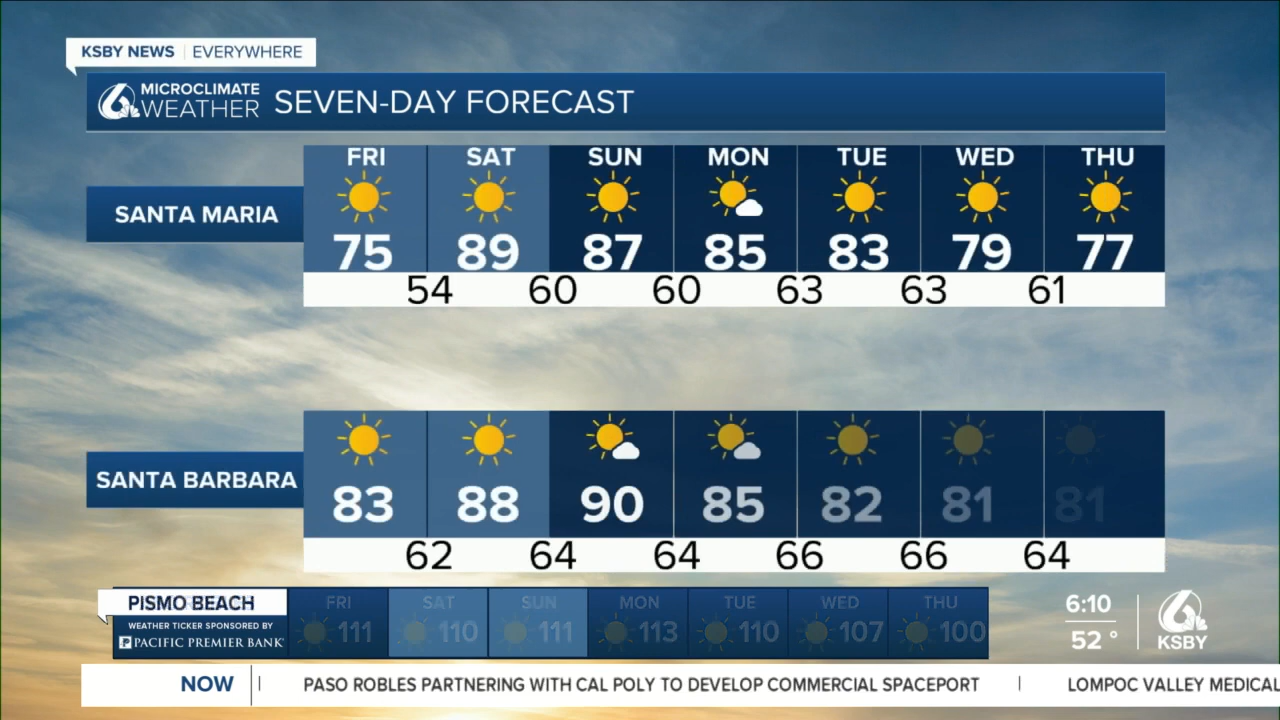 KSBY NEWS | EVERYWHERE
6 MICROCLIMATE WEATHER SEVEN-DAY FORECAST
FRI SAT SUN MON TUE WED THU
SANTA MARIA
75 89 87 85 83 79 77
54 60 60 63 63 61
SANTA BARBARA
83 88 90 85 82 81 81
62 64 64 66 66 64
PISMO BEACH
WEATHER TICKER SPONSORED BY
PACIFIC PREMIER BANK
FRI SAT SUN MON TUE WED THU
111 110 111 113 110 107 100
6:10
52 °
6
KSBY
NOW | PASO ROBLES PARTNERING WITH CAL POLY TO DEVELOP COMMERCIAL SPACEPORT | LOMPOC VALLEY MEDICAL